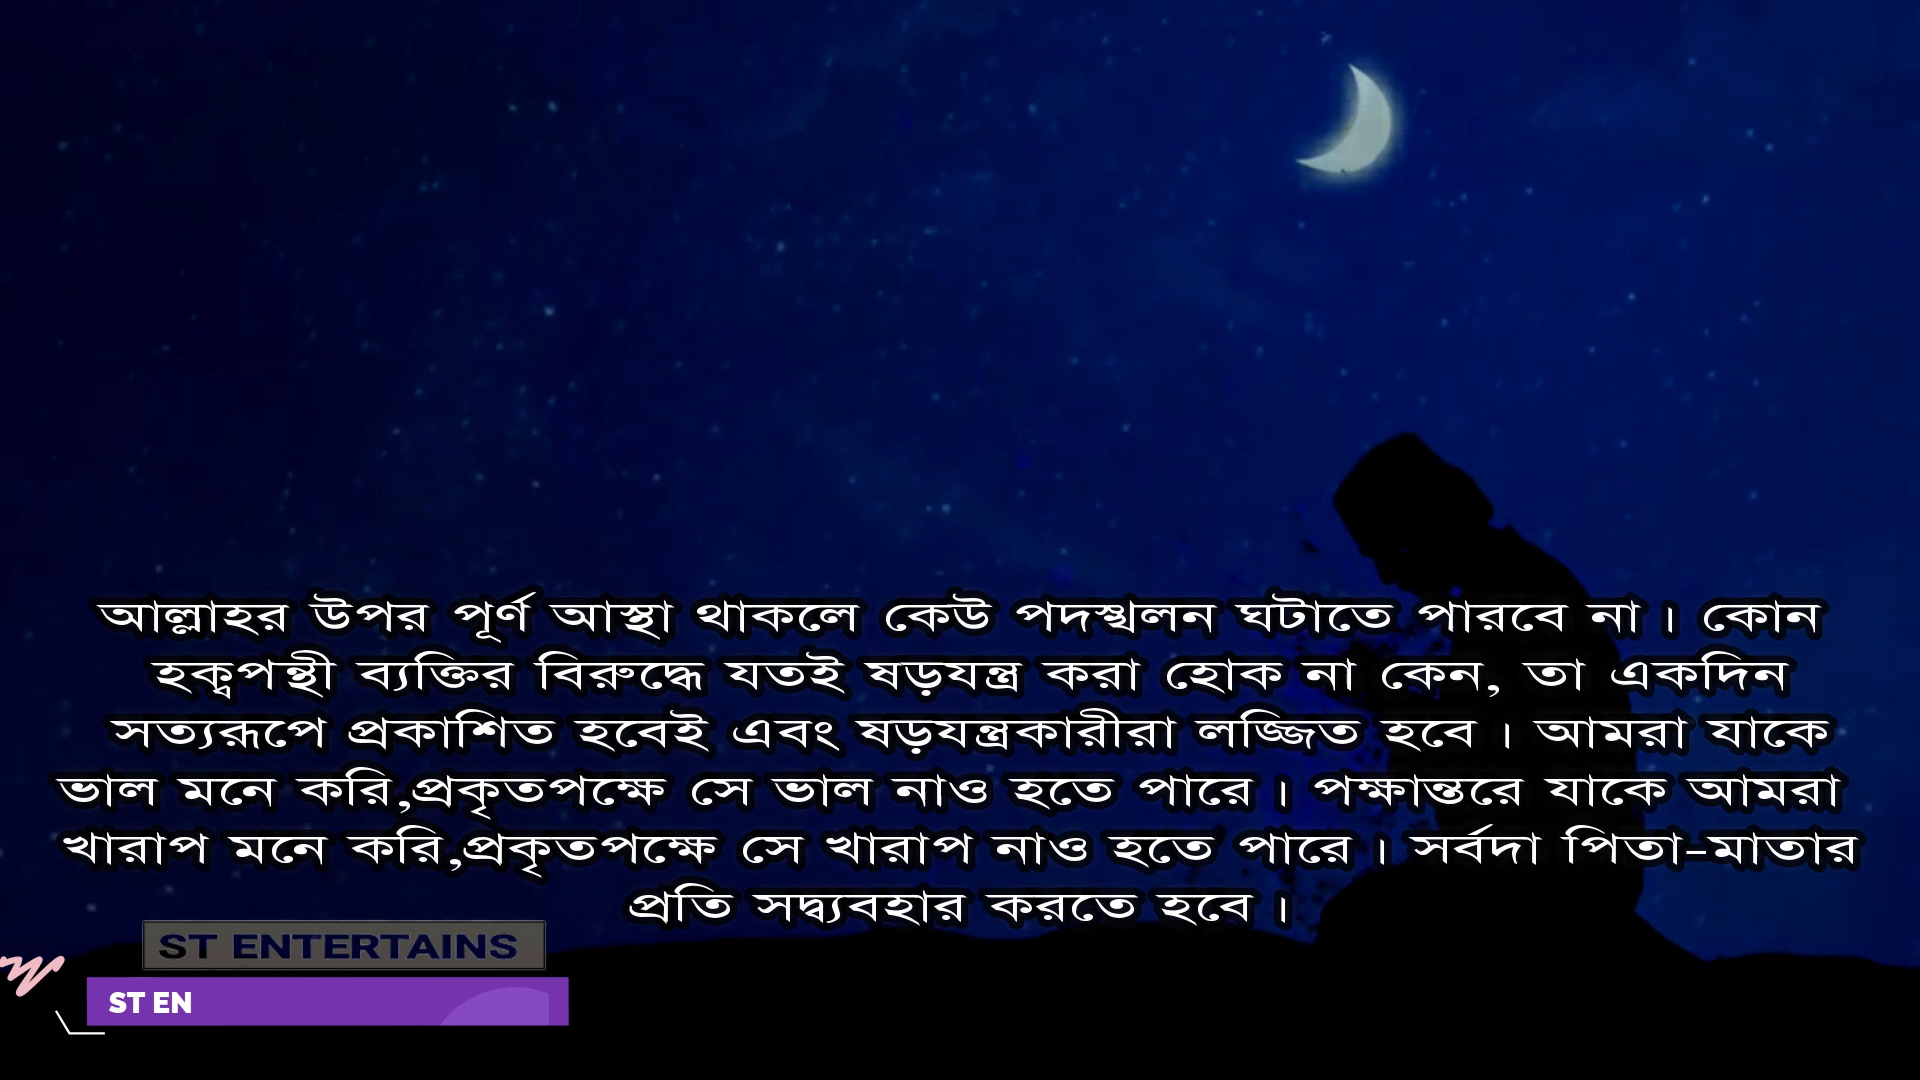 আল্লাহর উপর পূর্ণ আস্থা থাকলে কেউ পদস্খলন ঘটাতে পারবে না । কোন
হক্বপন্থী ব্যক্তির বিরুদ্ধে যতই ষড়যন্ত্র করা হোক না কেন, তা একদিন
সত্যরূপে প্রকাশিত হবেই এবং ষড়যন্ত্রকারীরা লজ্জিত হবে । আমরা যাকে
ভাল মনে করি,প্রকৃতপক্ষে সে ভাল নাও হতে পারে । পক্ষান্তরে যাকে আমরা
খারাপ মনে করি,প্রকৃতপক্ষে সে খারাপ নাও হতে পারে । সর্বদা পিতা-মাতার
প্রতি সদ্ব্যবহার করতে হবে ।
ST ENTERTAINS
ST EN